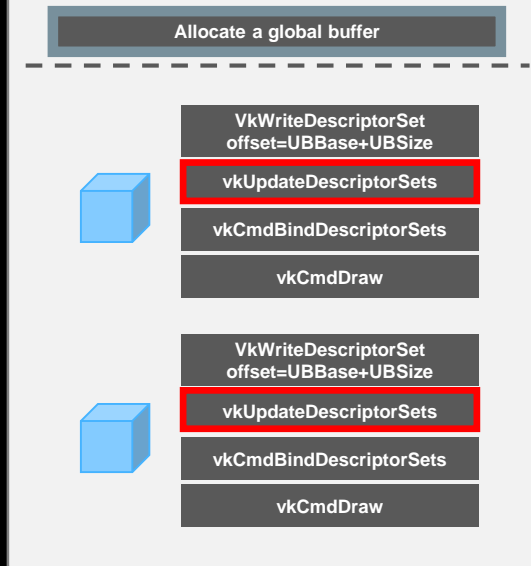 Allocate a global buffer
VkWriteDescriptorSet
offset=UBBase+UBSize
vkUpdateDescriptorSets
vkCmdBindDescriptorSets
vkCmdDraw
VkWriteDescriptorSet
offset=UBBase+UBSize
vkUpdateDescriptorSets
vkCmdBindDescriptorSets
vkCmdDraw